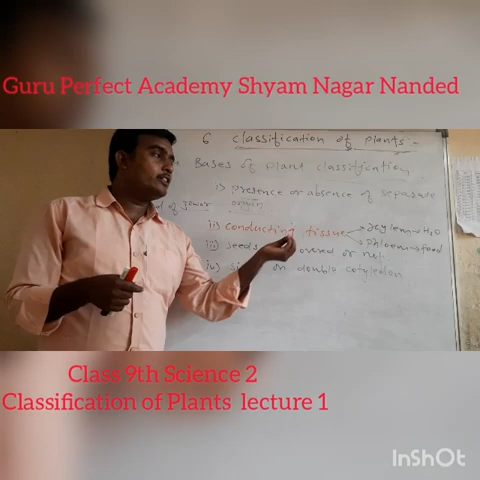 Guru Perfect Academy Shyam Nagar Nanded
6 classification of plants:-
Bases of plant classification
i) presence or absence of separate
origin
ii) conducting tissue → xylem → H2O
→ phloem → food
iii) seeds covered or not.
iv) or double cotyledon
Class 9th Science 2
Classification of Plants lecture 1
InShOt